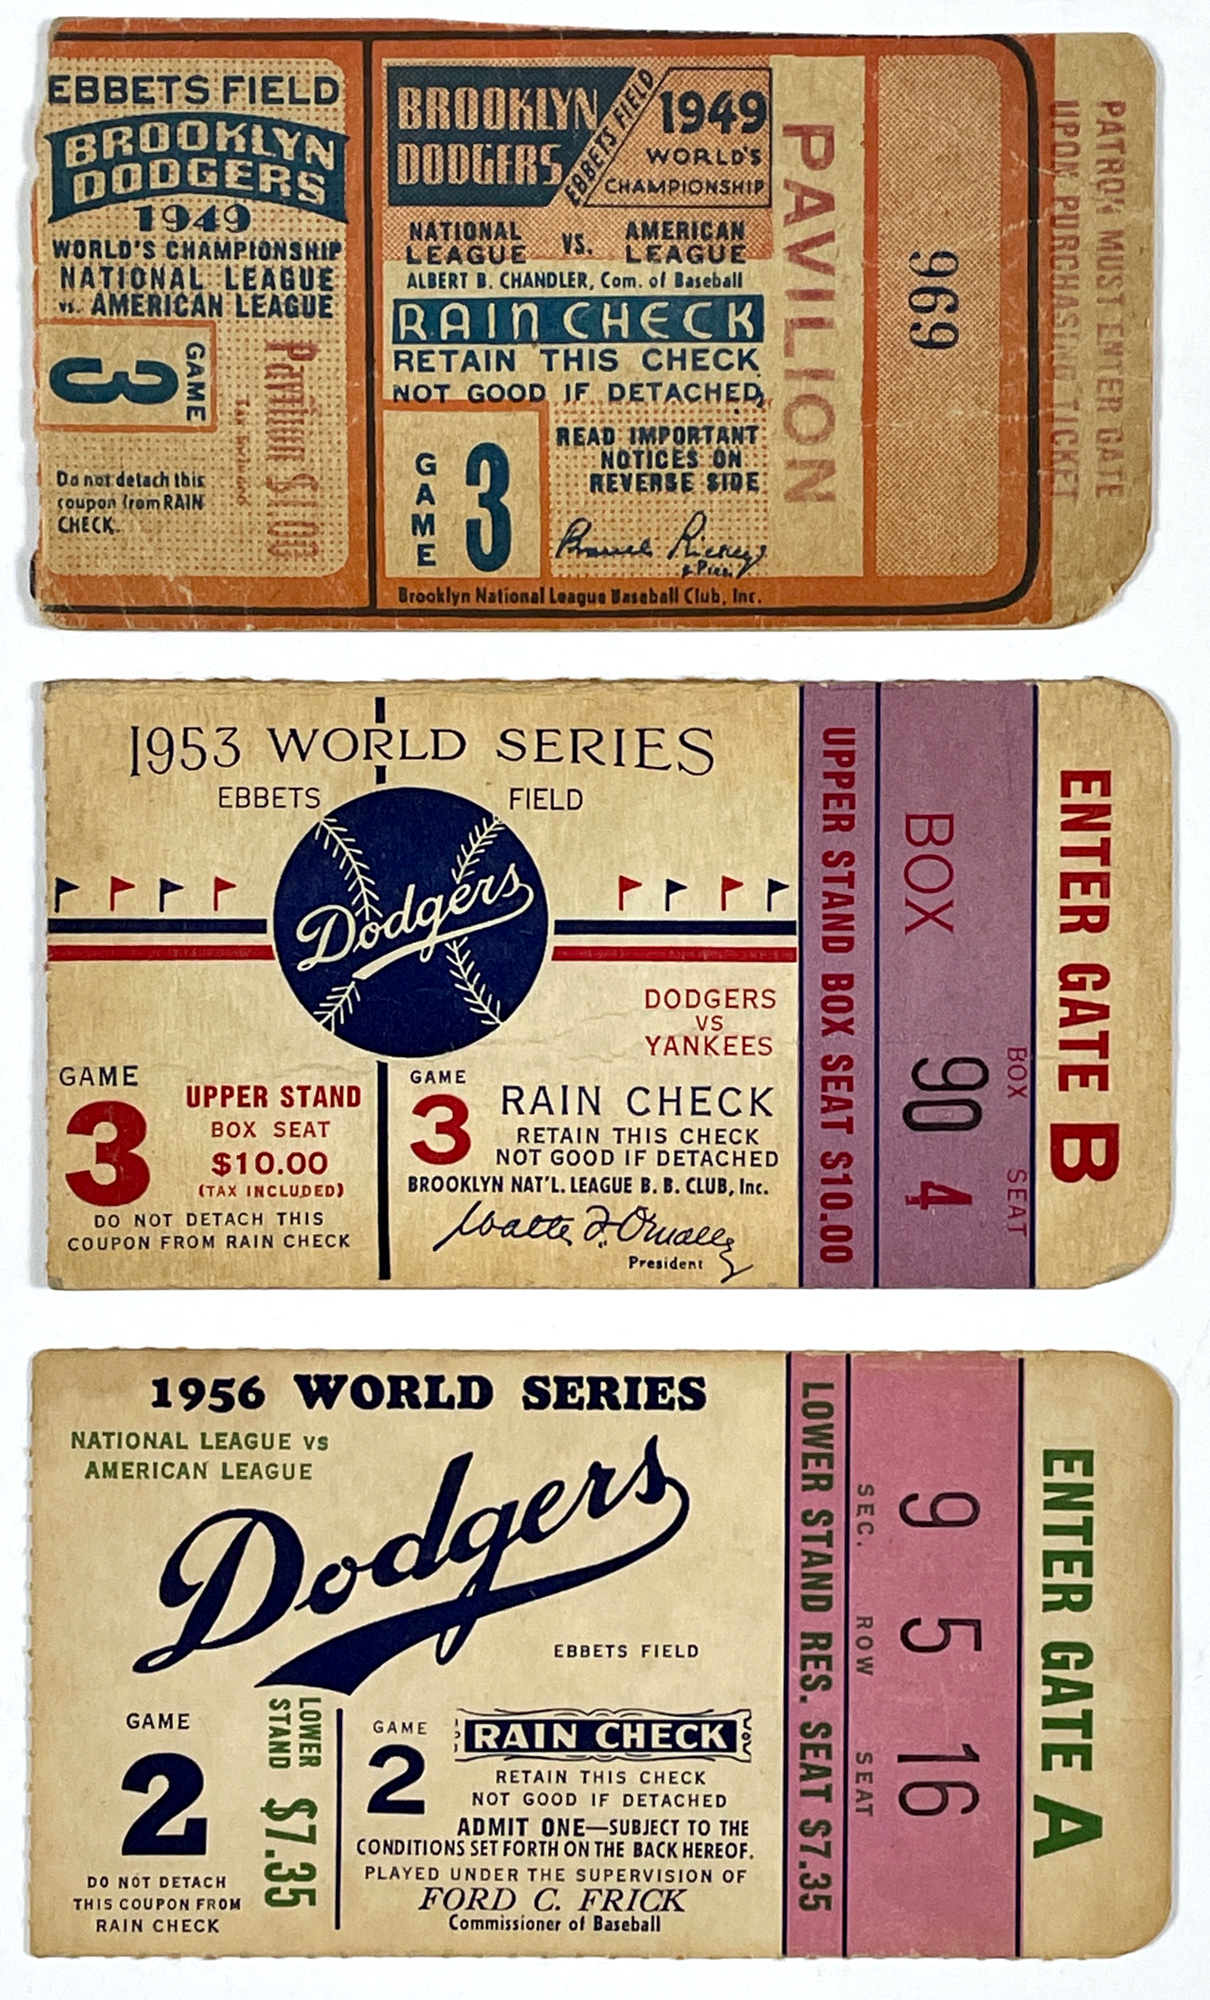 EBBETS FIELD
BROOKLYN
DODGERS
1949
WORLD'S CHAMPIONSHIP
NATIONAL LEAGUE
vs. AMERICAN LEAGUE
GAME
3
Pavilion $1.00
Tax Included
Do not detach this
coupon from RAIN
CHECK.
BROOKLYN
DODGERS
EBBETS FIELD
1949
WORLD'S
CHAMPIONSHIP
NATIONAL LEAGUE VS. AMERICAN LEAGUE
ALBERT B. CHANDLER, Com. of Baseball
RAIN CHECK
RETAIN THIS CHECK
NOT GOOD IF DETACHED,
GAME
3
READ IMPORTANT
NOTICES ON
REVERSE SIDE
Branch Rickey
Pres.
Brooklyn National League Baseball Club, Inc.
PAVILION
969
PATRON MUST ENTER GATE
UPON PURCHASING TICKET
1953 WORLD SERIES
EBBETS FIELD
Dodgers
DODGERS
VS
YANKEES
GAME
3
UPPER STAND
BOX SEAT
$10.00
(TAX INCLUDED)
DO NOT DETACH THIS
COUPON FROM RAIN CHECK
GAME
3
RAIN CHECK
RETAIN THIS CHECK
NOT GOOD IF DETACHED
BROOKLYN NAT'L. LEAGUE B. B. CLUB, Inc.
Walter F. O'Malley
President
UPPER STAND BOX SEAT $10.00
BOX 90 4
BOX SEAT
ENTER GATE B
1956 WORLD SERIES
NATIONAL LEAGUE VS
AMERICAN LEAGUE
Dodgers
EBBETS FIELD
GAME
2
DO NOT DETACH
THIS COUPON FROM
RAIN CHECK
LOWER
STAND
$7.35
GAME
2
RAIN CHECK
RETAIN THIS CHECK
NOT GOOD IF DETACHED
ADMIT ONE—SUBJECT TO THE
CONDITIONS SET FORTH ON THE BACK HEREOF.
PLAYED UNDER THE SUPERVISION OF
FORD C. FRICK
Commissioner of Baseball
LOWER STAND RES. SEAT $7.35
SEC. ROW SEAT
9 5 16
ENTER GATE A